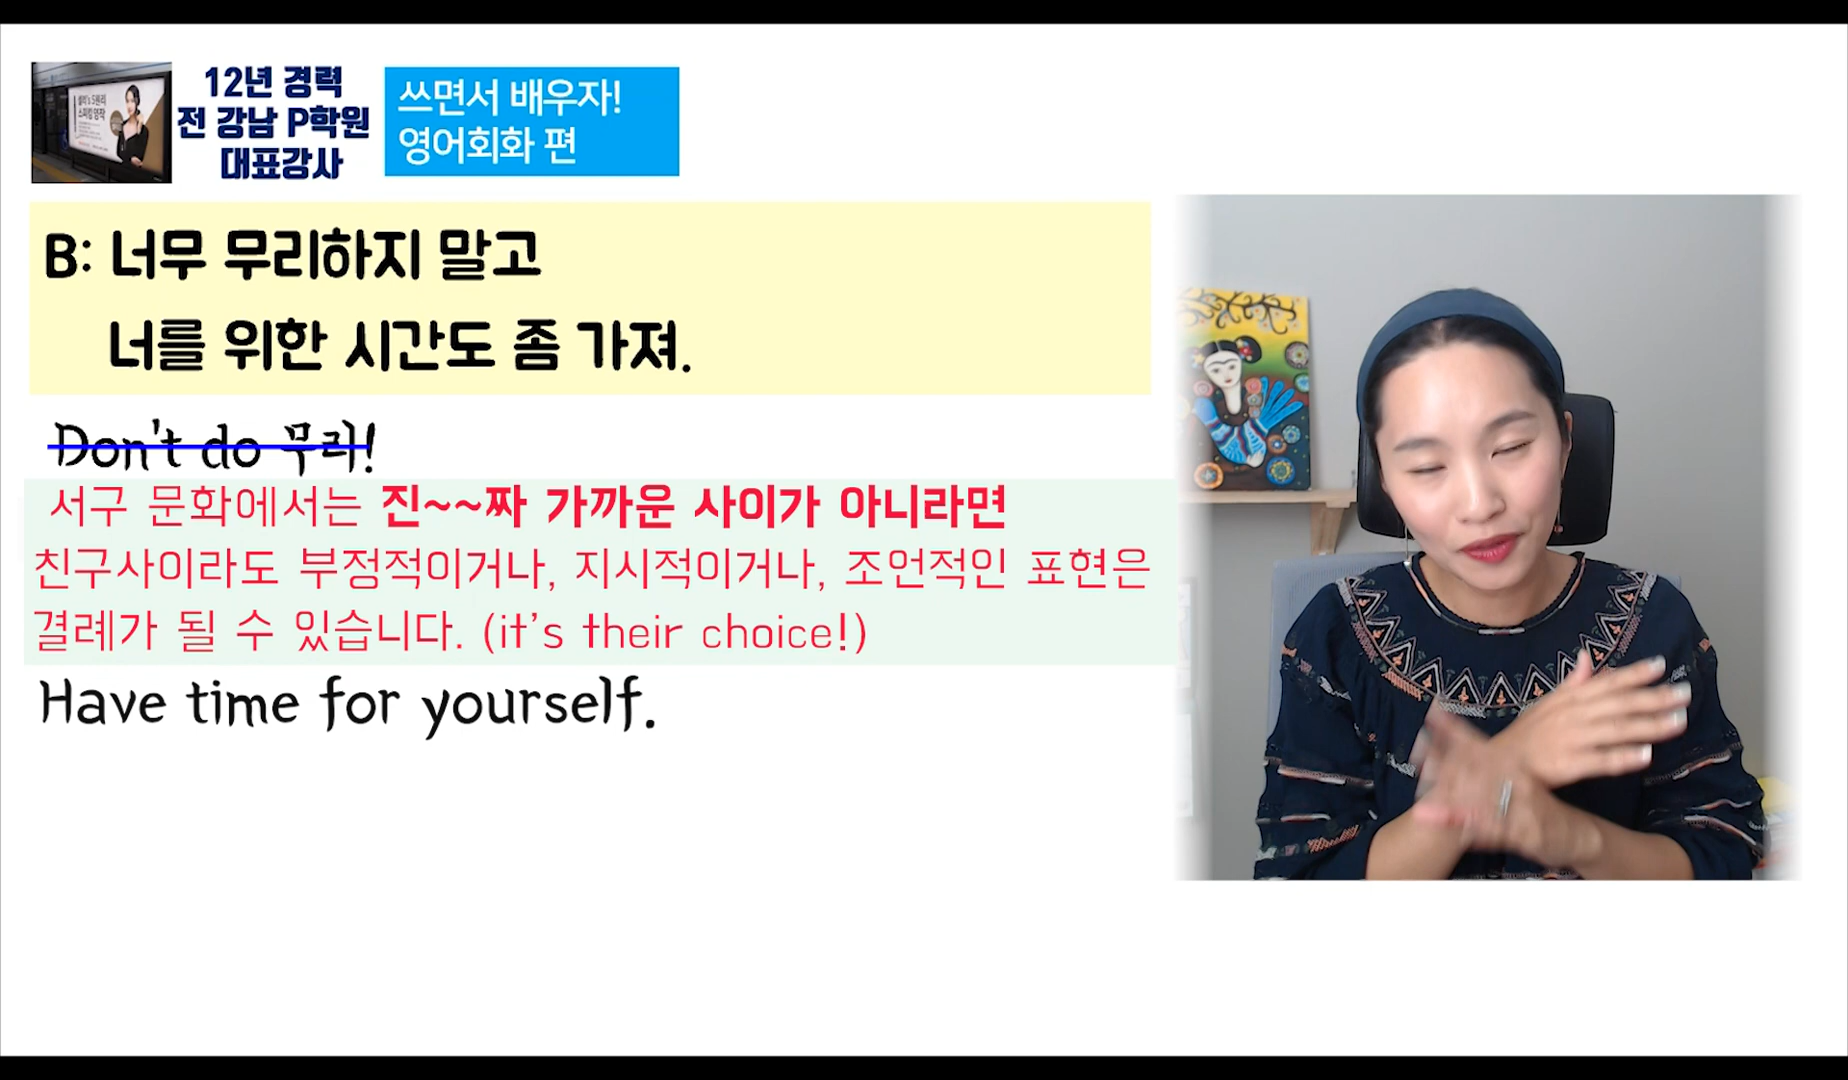 12년 경력
전 강남 P학원
대표강사
쓰면서 배우자!
영어회화 편
B: 너무 무리하지 말고
너를 위한 시간도 좀 가져.
Don't do 무리!
서구 문화에서는 진~~짜 가까운 사이가 아니라면
친구사이라도 부정적이거나, 지시적이거나, 조언적인 표현은
결례가 될 수 있습니다. (it's their choice!)
Have time for yourself.